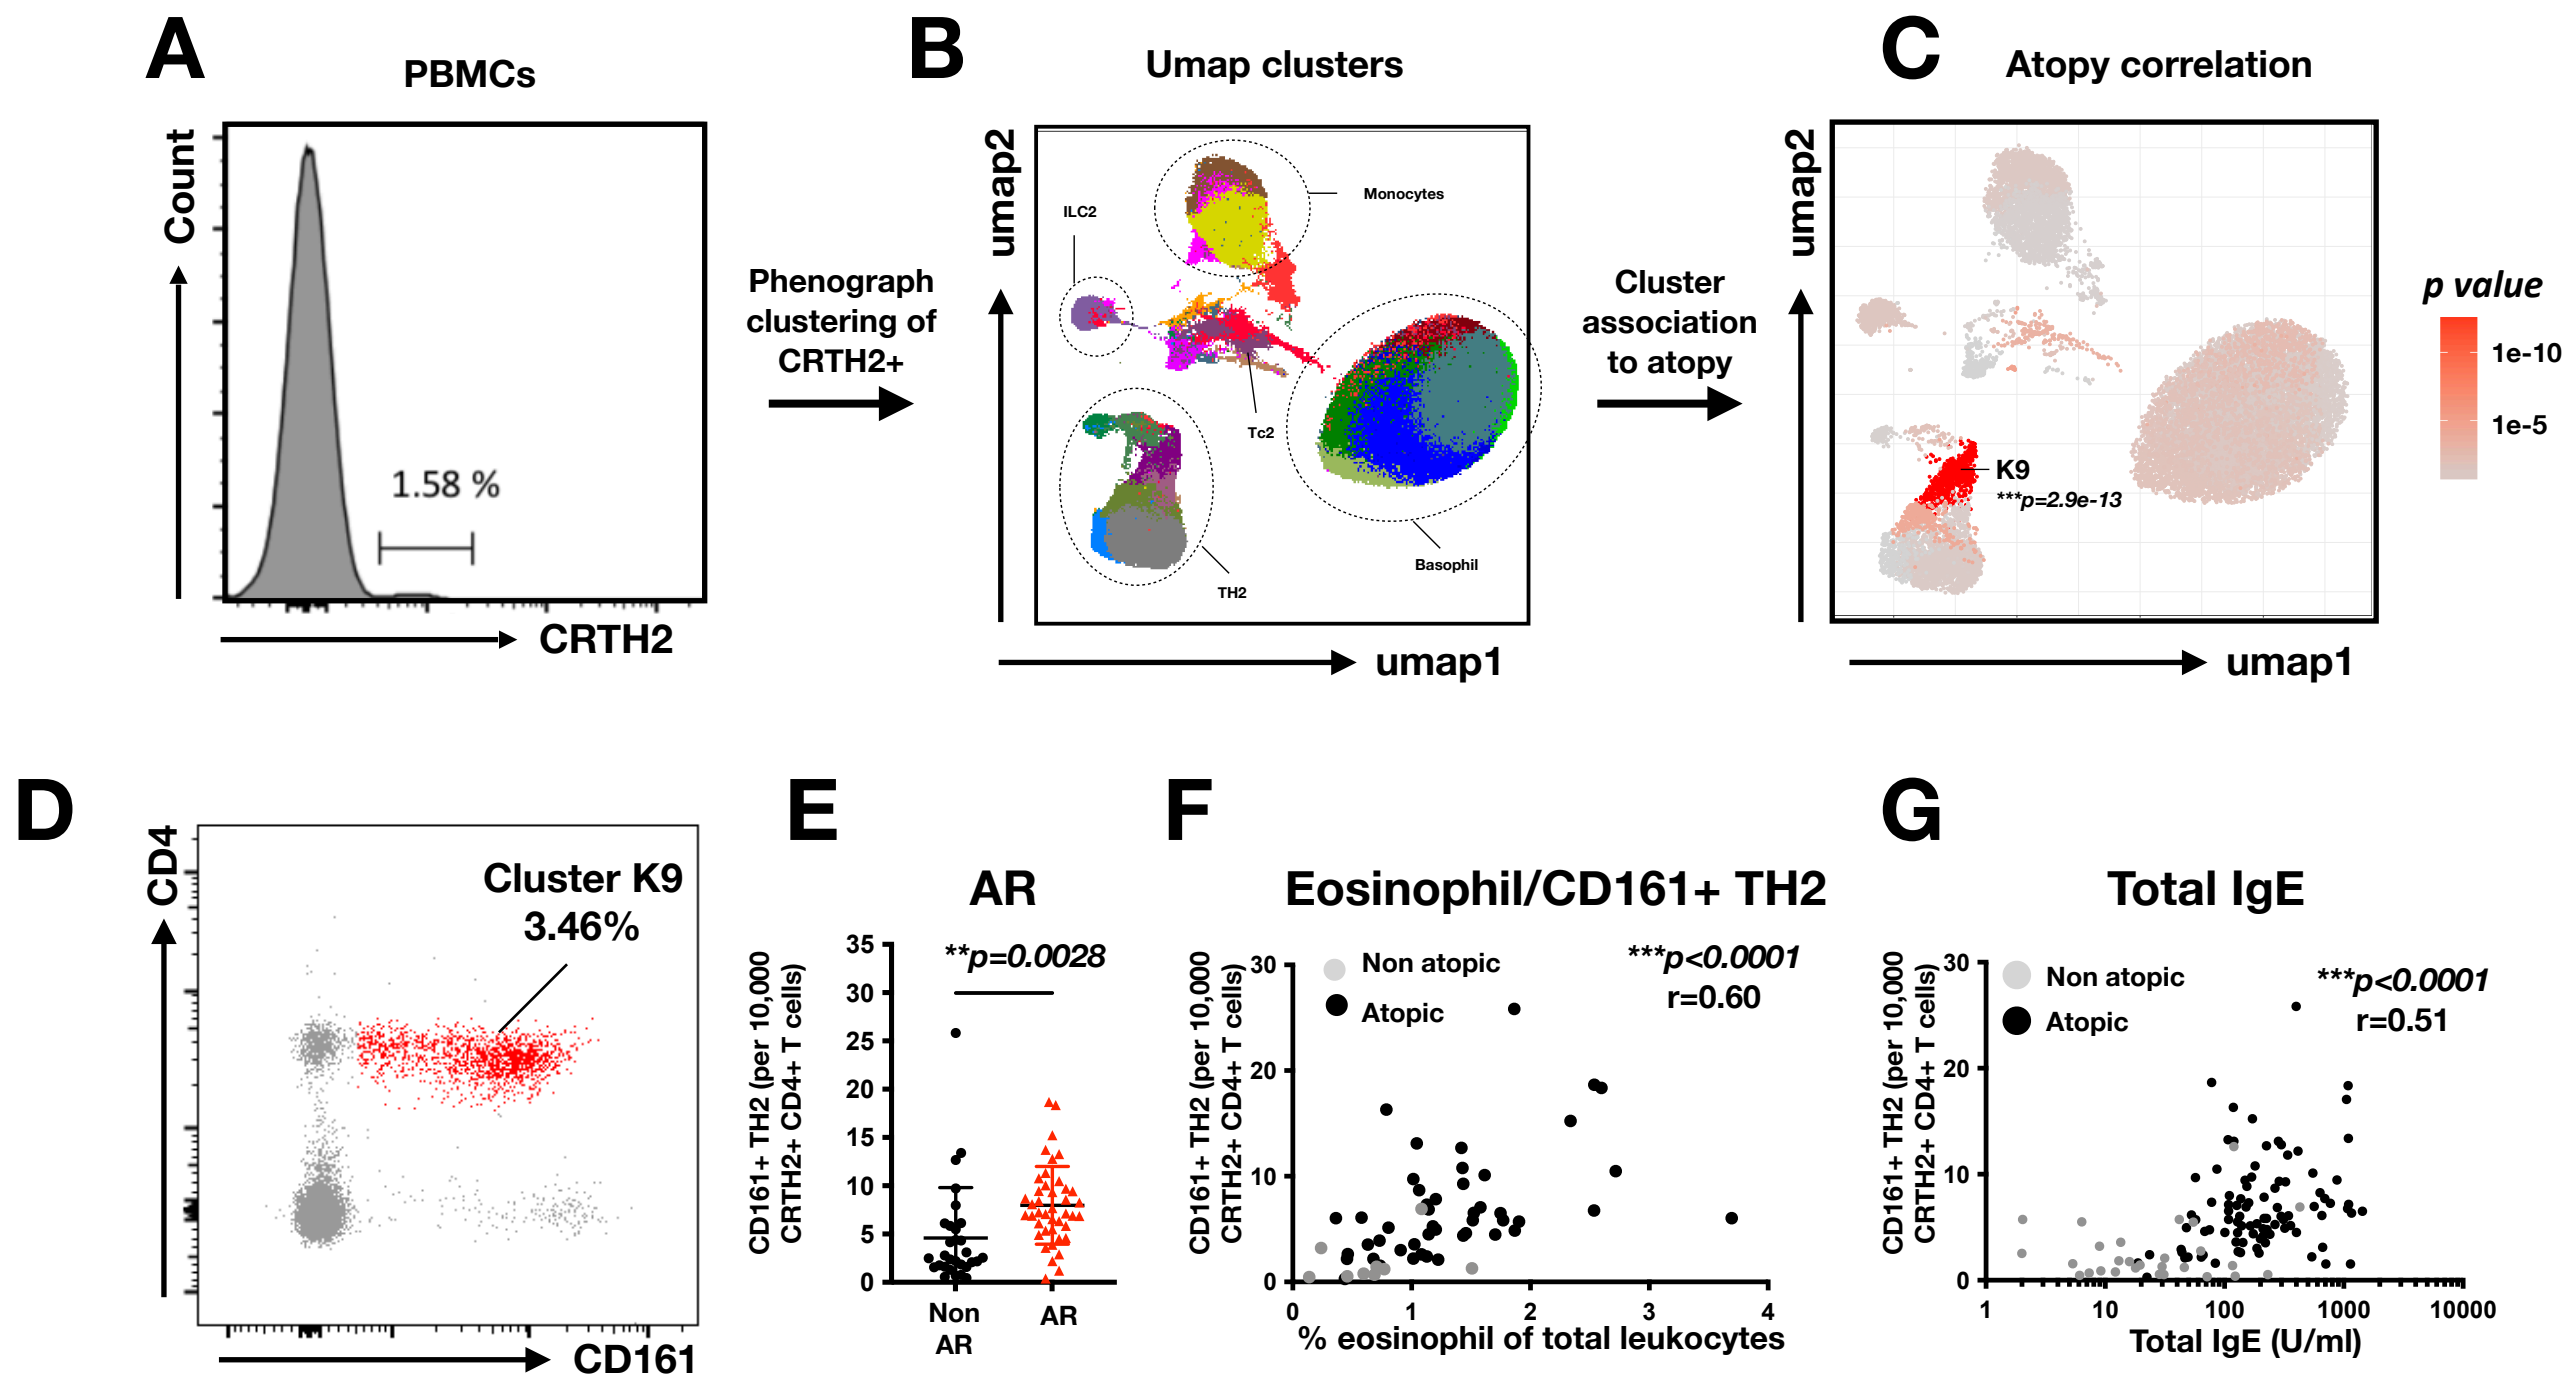 A
PBMCs
Count
1.58 %
CRTH2
Phenograph
clustering of
CRTH2+
B
Umap clusters
umap2
ILC2
Monocytes
Tc2
TH2
Basophil
umap1
Cluster
association
to atopy
C
Atopy correlation
umap2
K9
***p=2.9e-13
umap1
p value
1e-10
1e-5
D
CD4
Cluster K9
3.46%
CD161
E
AR
**p=0.0028
CD161+ TH2 (per 10,000
CRTH2+ CD4+ T cells)
35
30
25
20
15
10
5
0
Non
AR
AR
F
Eosinophil/CD161+ TH2
Non atopic
Atopic
***p<0.0001
r=0.60
CD161+ TH2 (per 10,000
CRTH2+ CD4+ T cells)
30
20
10
0
0 1 2 3 4
% eosinophil of total leukocytes
G
Total IgE
Non atopic
Atopic
***p<0.0001
r=0.51
CD161+ TH2 (per 10,000
CRTH2+ CD4+ T cells)
30
20
10
0
1 10 100 1000 10000
Total IgE (U/ml)